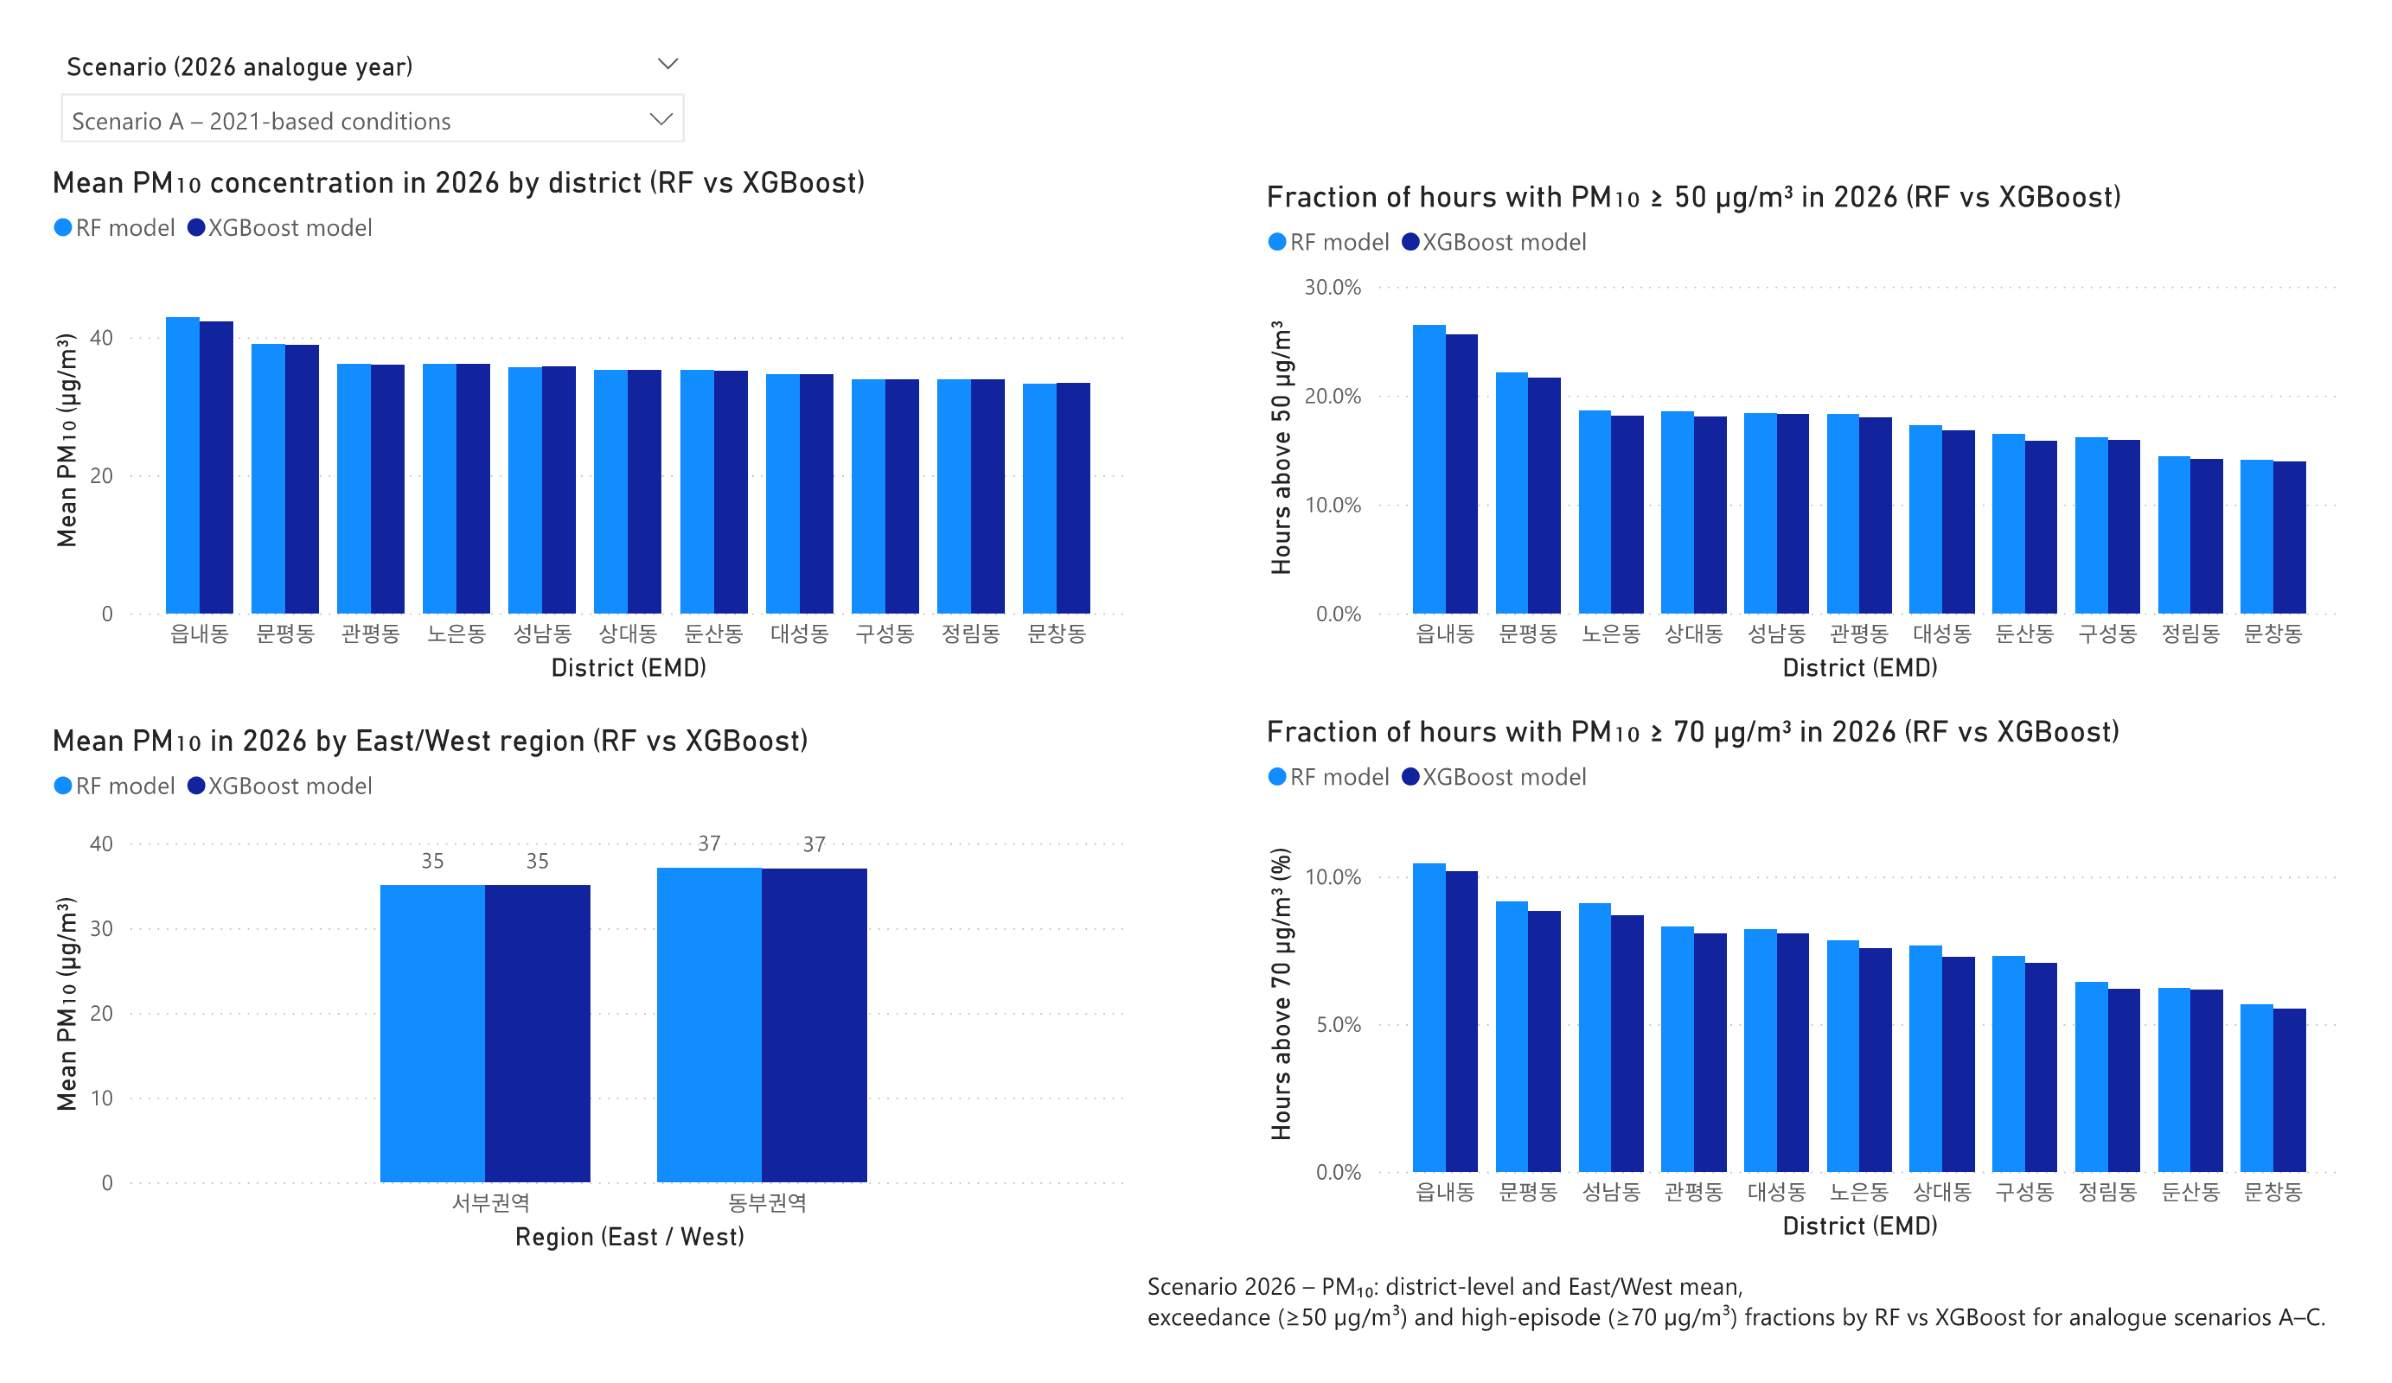 Scenario (2026 analogue year)
Scenario A – 2021-based conditions
Mean PM₁₀ concentration in 2026 by district (RF vs XGBoost)
RF model XGBoost model
Mean PM₁₀ (µg/m³)
40
20
0
읍내동 문평동 관평동 노은동 성남동 상대동 둔산동 대성동 구성동 정림동 문창동
District (EMD)
Fraction of hours with PM₁₀ ≥ 50 µg/m³ in 2026 (RF vs XGBoost)
RF model XGBoost model
Hours above 50 µg/m³
30.0%
20.0%
10.0%
0.0%
읍내동 문평동 노은동 상대동 성남동 관평동 대성동 둔산동 구성동 정림동 문창동
District (EMD)
Mean PM₁₀ in 2026 by East/West region (RF vs XGBoost)
RF model XGBoost model
Mean PM₁₀ (µg/m³)
40
30
20
10
0
35 35 37 37
서부권역 동부권역
Region (East / West)
Fraction of hours with PM₁₀ ≥ 70 µg/m³ in 2026 (RF vs XGBoost)
RF model XGBoost model
Hours above 70 µg/m³ (%)
10.0%
5.0%
0.0%
읍내동 문평동 성남동 관평동 대성동 노은동 상대동 구성동 정림동 둔산동 문창동
District (EMD)
Scenario 2026 – PM₁₀: district-level and East/West mean,
exceedance (≥50 µg/m³) and high-episode (≥70 µg/m³) fractions by RF vs XGBoost for analogue scenarios A–C.